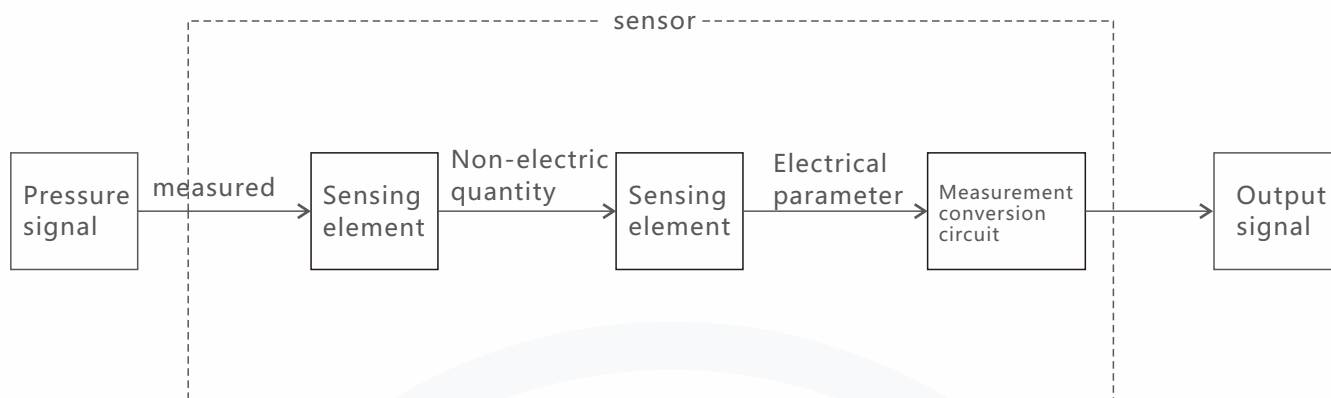 sensor
Pressure
signal
measured
Sensing
element
Non-electric
quantity
Sensing
element
Electrical
parameter
Measurement
conversion
circuit
Output
signal